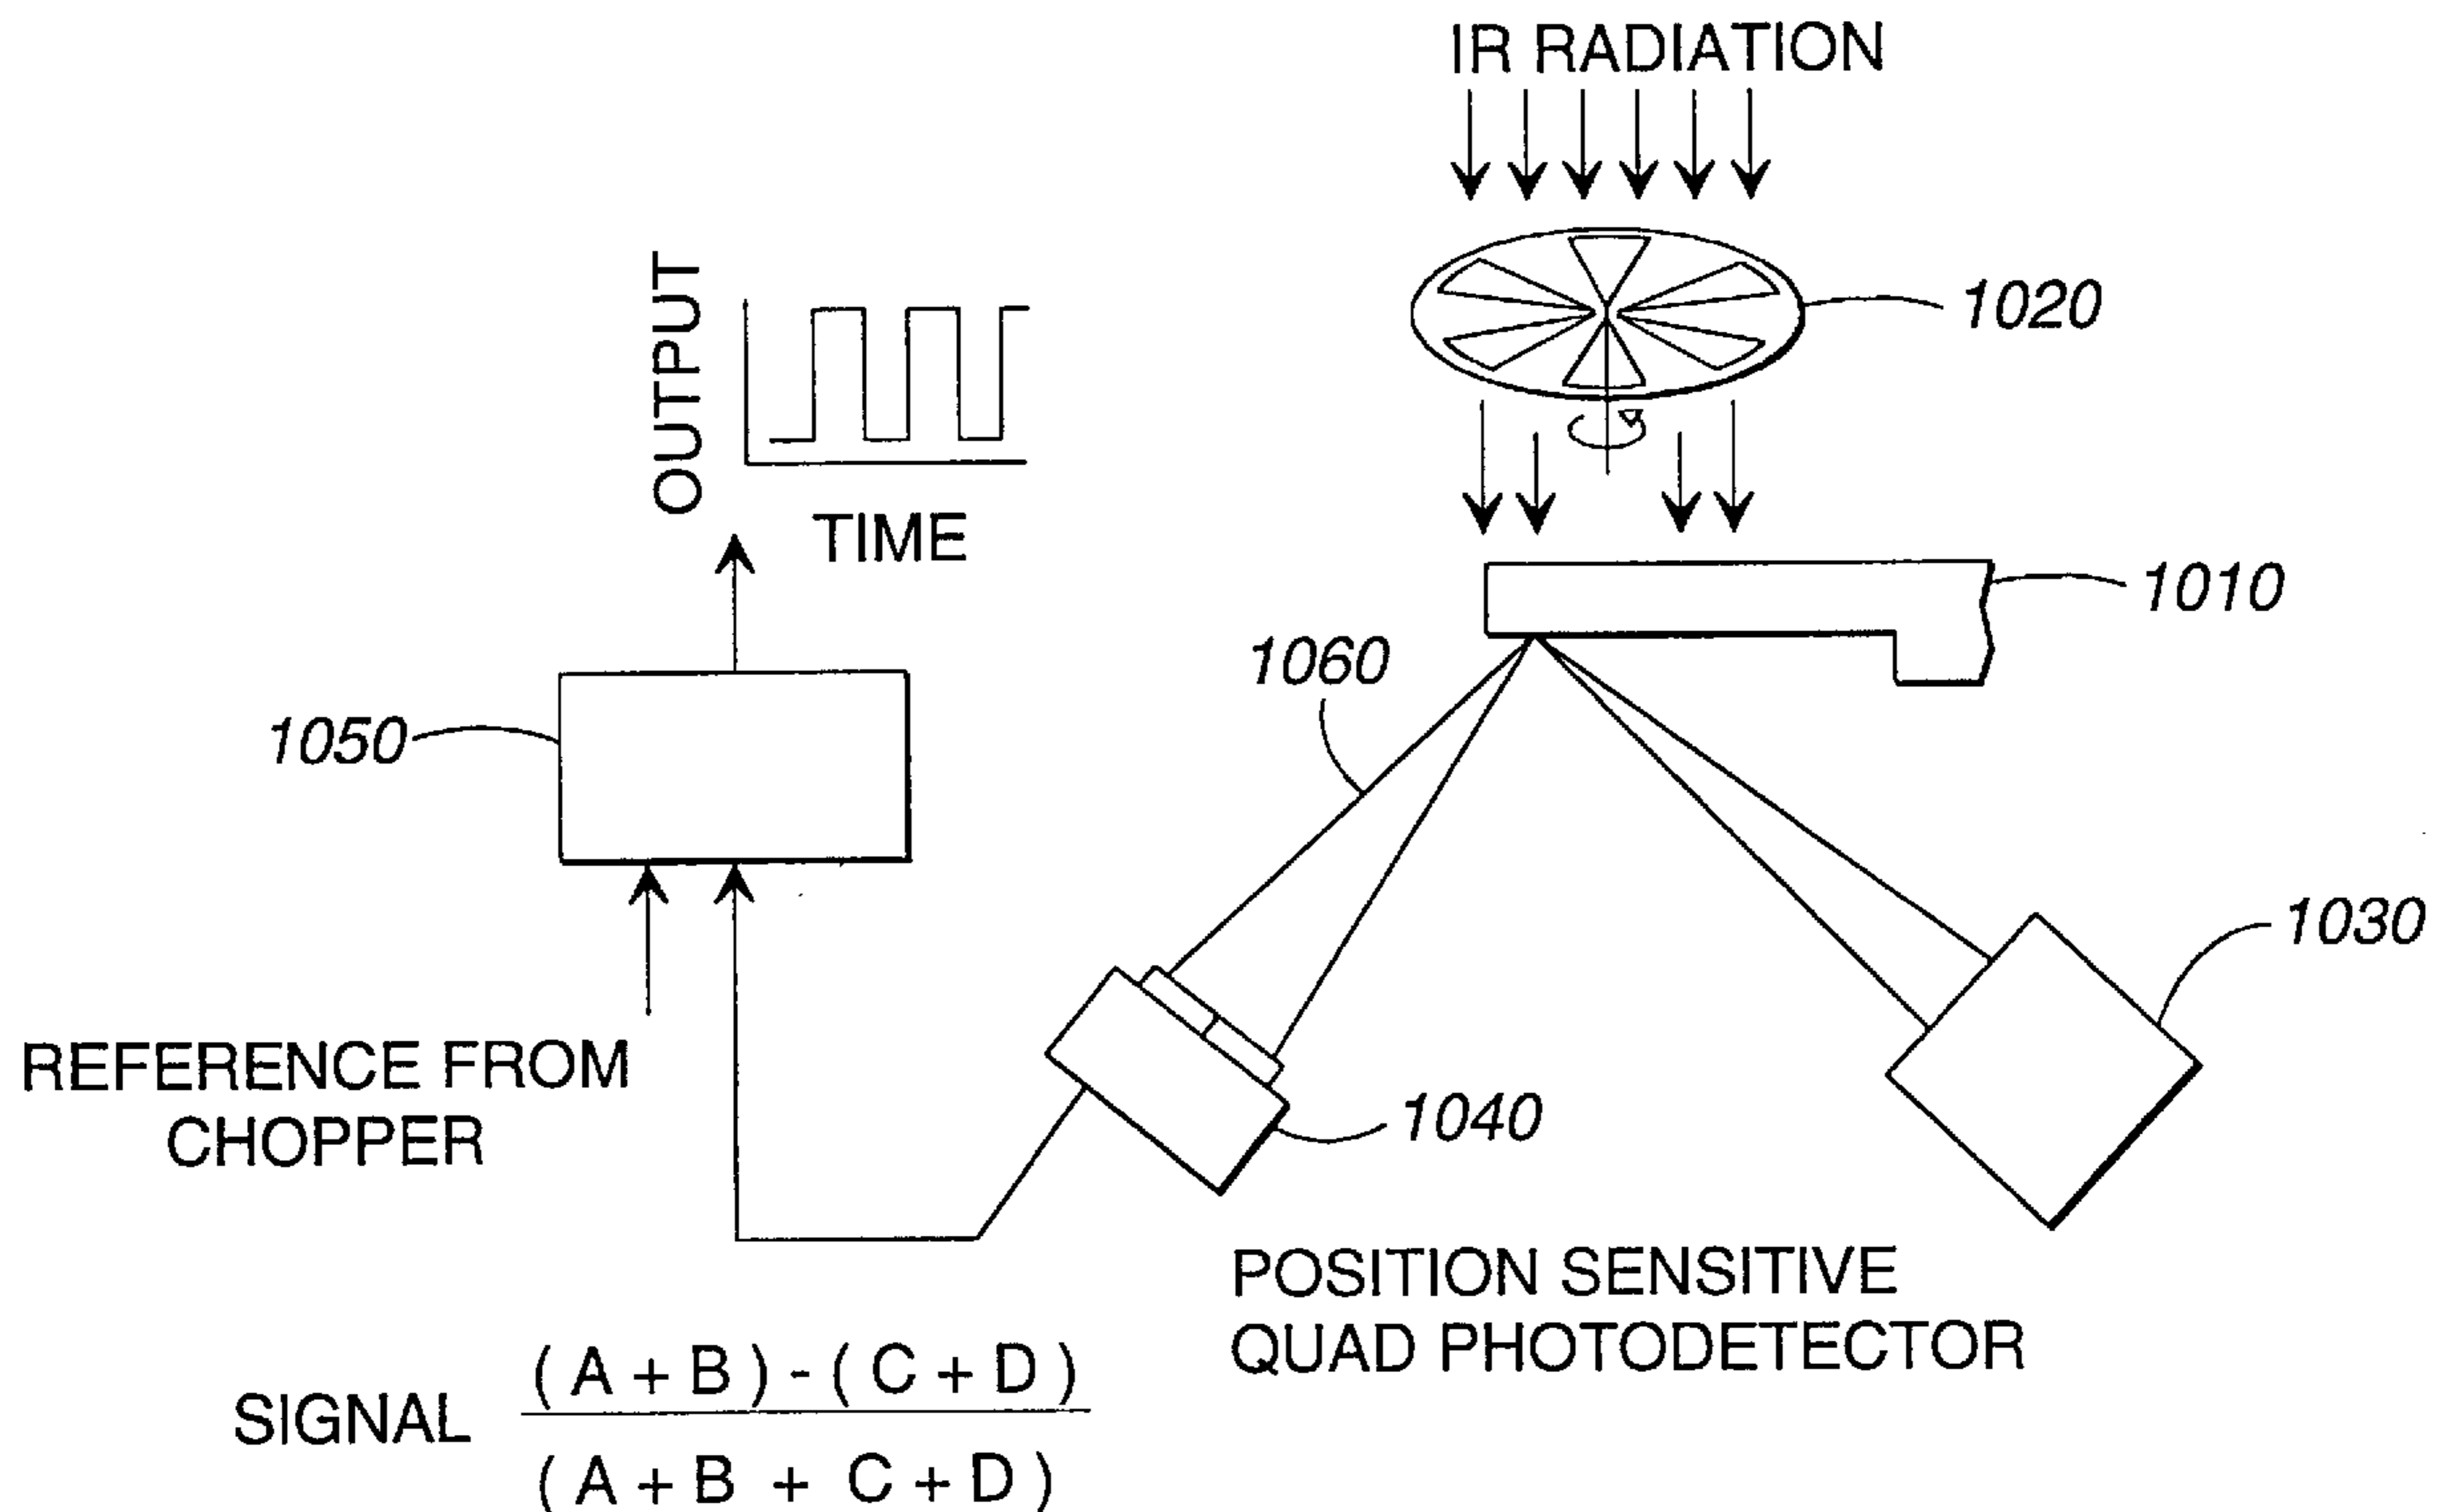 IR RADIATION
1020
OUTPUT
TIME
1010
1060
1050
1030
REFERENCE FROM
CHOPPER
1040
POSITION SENSITIVE
QUAD PHOTODETECTOR
SIGNAL
( A + B ) - ( C + D )
( A + B + C + D )